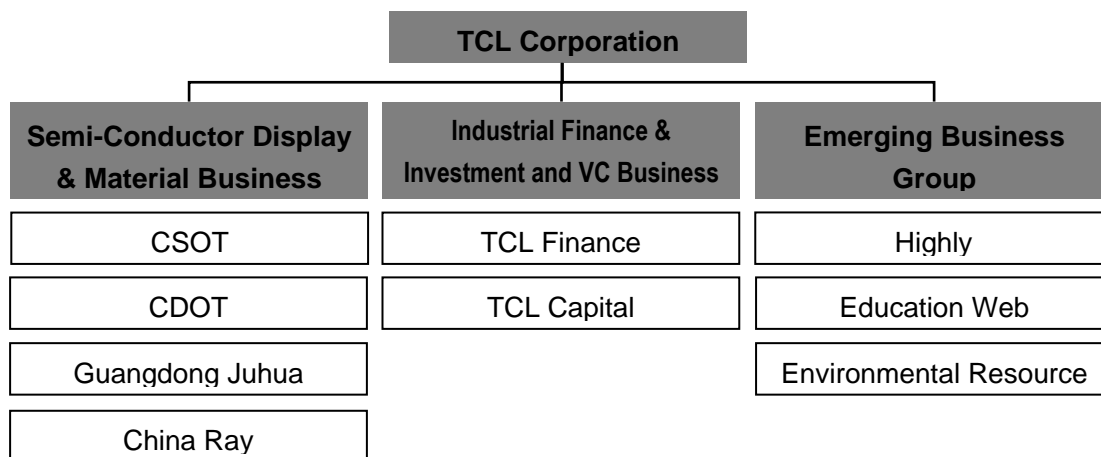 TCL Corporation
Semi-Conductor Display
& Material Business
Industrial Finance &
Investment and VC Business
Emerging Business
Group
CSOT
TCL Finance
Highly
CDOT
TCL Capital
Education Web
Guangdong Juhua
Environmental Resource
China Ray